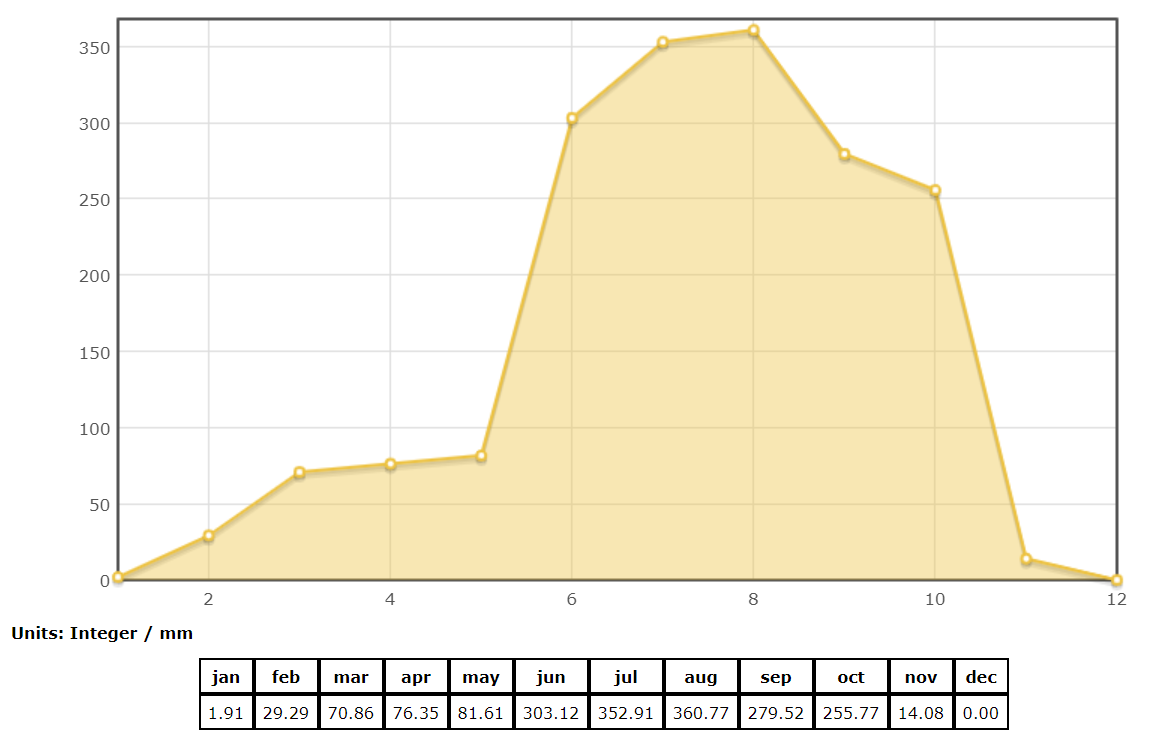 350
300
250
200
150
100
50
0
2 4 6 8 10 12
Units: Integer / mm
jan feb mar apr may jun jul aug sep oct nov dec
1.91 29.29 70.86 76.35 81.61 303.12 352.91 360.77 279.52 255.77 14.08 0.00